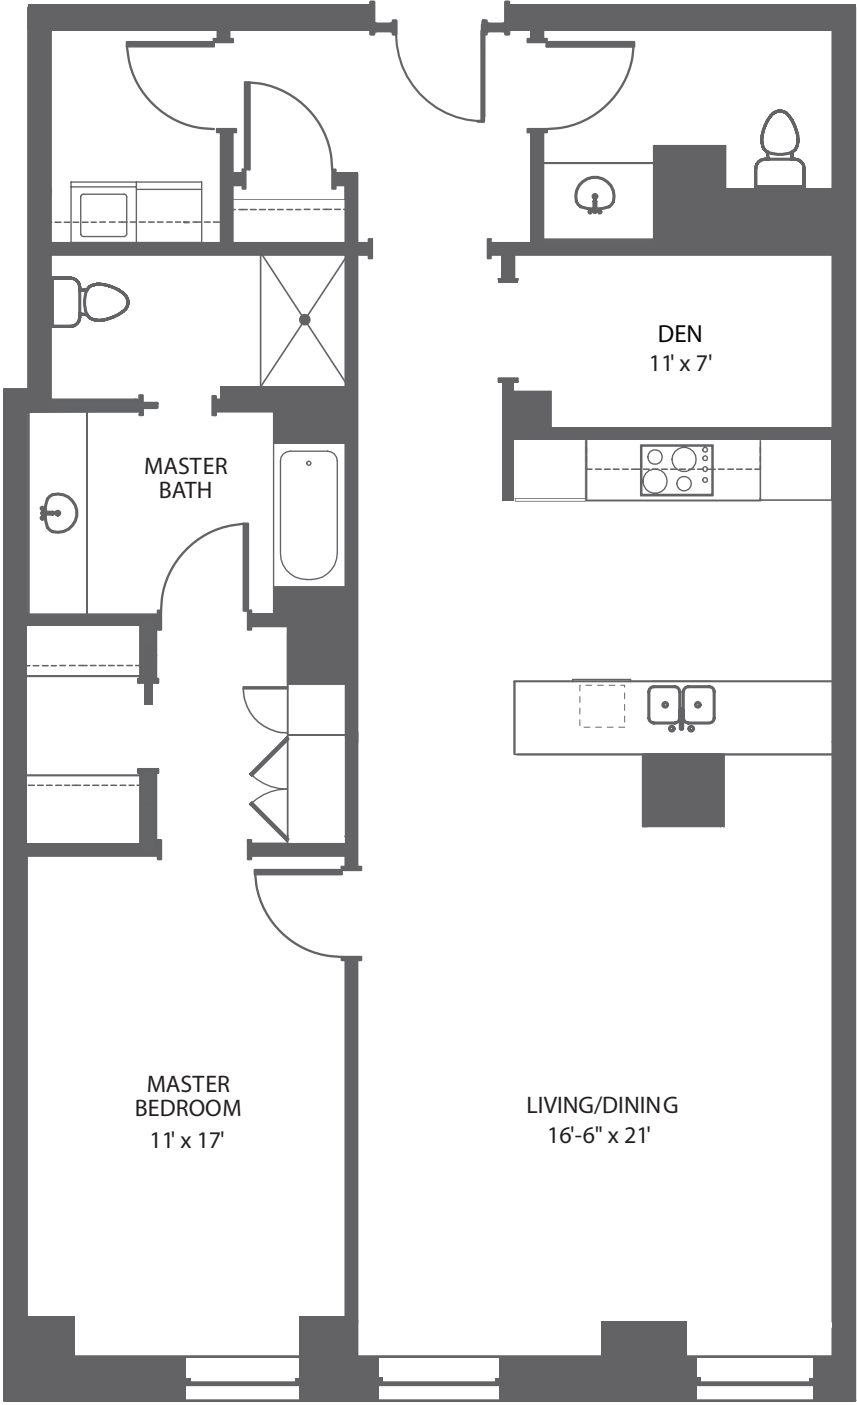 DEN
11' x 7'
MASTER
BATH
MASTER
BEDROOM
11' x 17'
LIVING/DINING
16'-6" x 21'